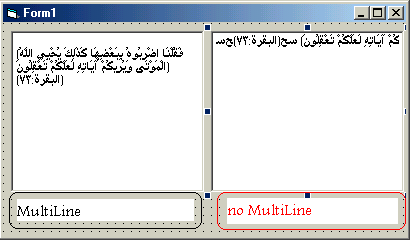 Form1
فَقُلْنَا اضْرِبُوهُ بِبَعْضِهَا كَذَلِكَ يُحْيِي اللّهُ
الْمَوْتَى وَيُرِيكُمْ آيَاتِهِ لَعَلَّكُمْ تَعْقِلُونَ)
(البقرة:٧٣)
كُمْ آيَاتِهِ لَعَلَّكُمْ تَعْقِلُونَ) سح(البقرة:٧٣)حس
MultiLine
no MultiLine